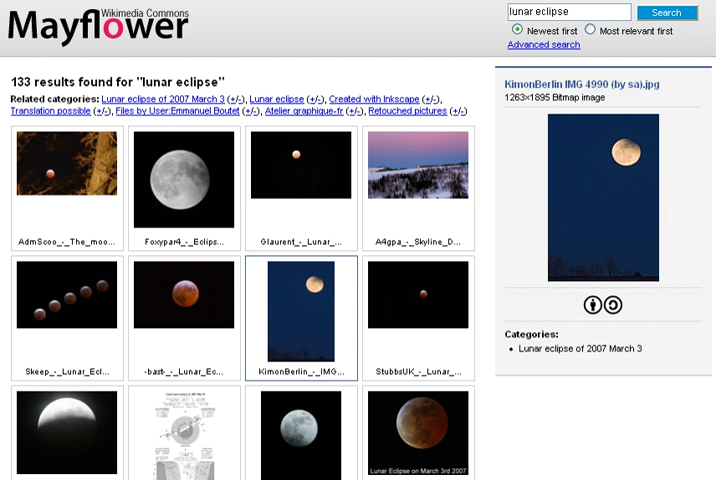 Wikimedia Commons
Mayflower
lunar eclipse
Search
Newest first
Most relevant first
Advanced search
133 results found for "lunar eclipse"
Related categories: Lunar eclipse of 2007 March 3 (+/-), Lunar eclipse (+/-), Created with Inkscape (+/-),
Translation possible (+/-), Files by User:Emmanuel Boutet (+/-), Atelier graphique-fr (+/-), Retouched pictures (+/-)
AdmScoo_-_The_moo...
Foxypar4_-_Eclips...
Glaurent_-_Lunar_...
A4gpa_-_Skyline_D...
Skeep_-_Lunar_Ecl...
-bast-_-_Lunar_Ec...
KimonBerlin_-_IMG...
StubbsUK_-_Lunar_...
Lunar Eclipse on March 3rd 2007
KimonBerlin IMG 4990 (by sa).jpg
1263×1895 Bitmap image
Categories:
• Lunar eclipse of 2007 March 3